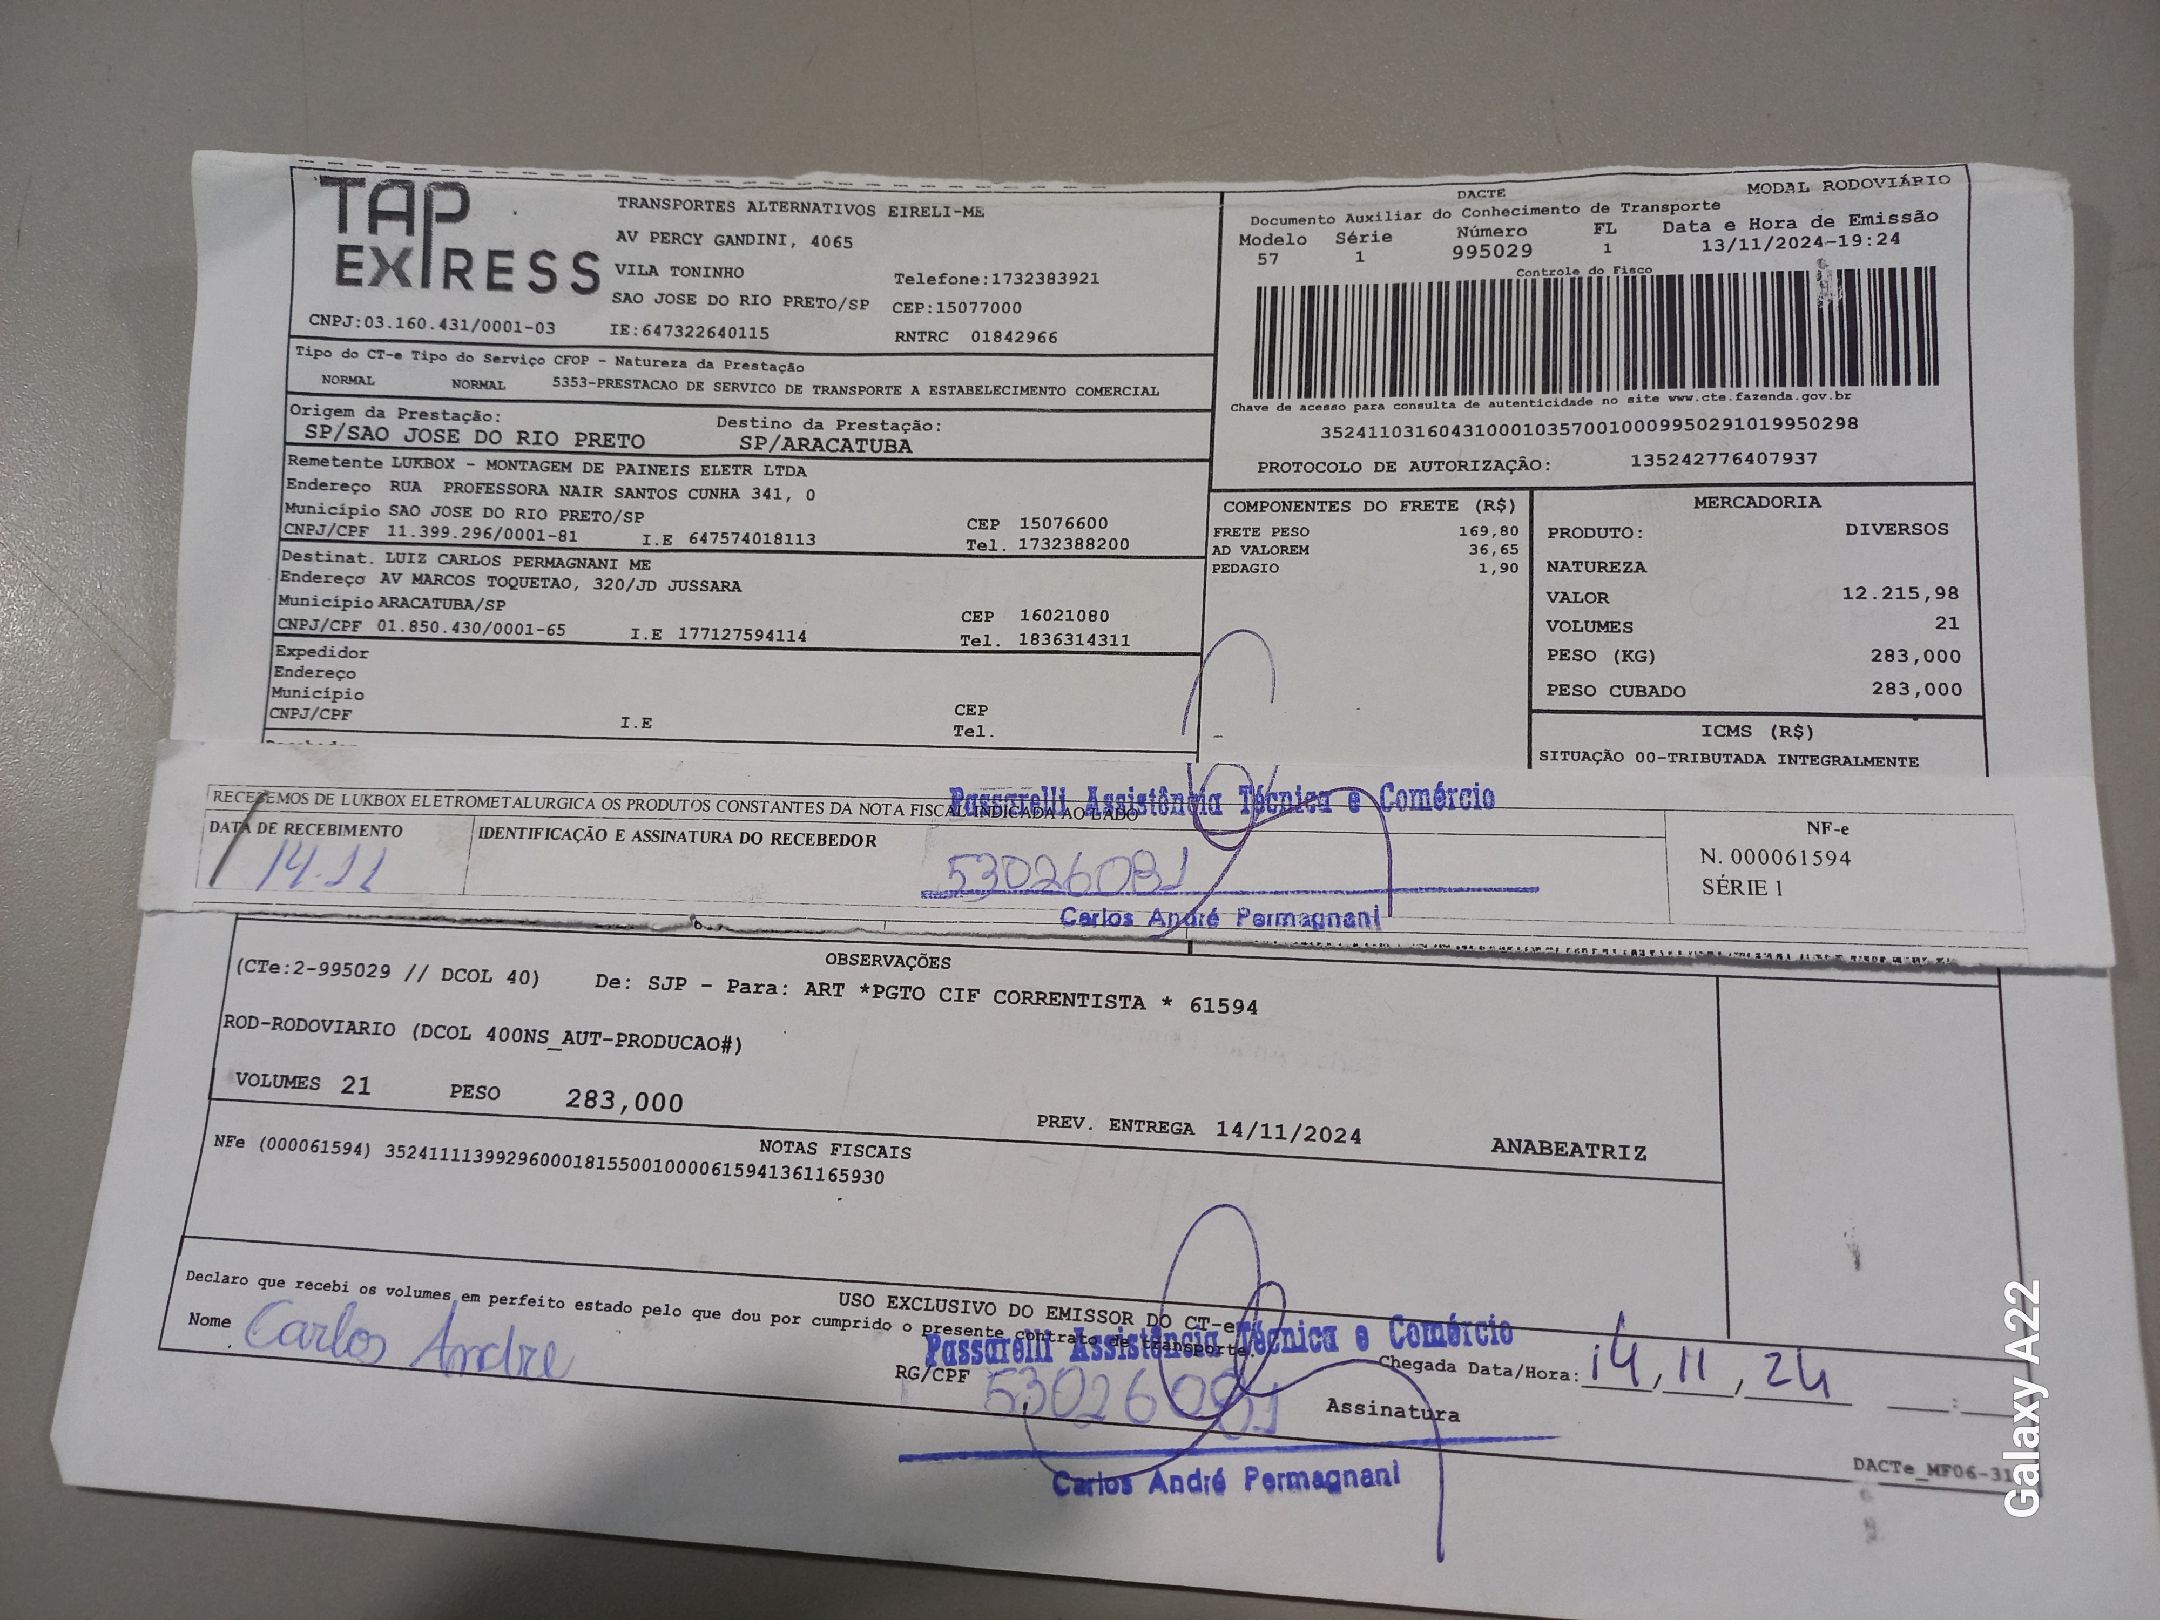 TAP EXPRESS
TRANSPORTES ALTERNATIVOS EIRELI-ME
AV PERCY GANDINI, 4065
VILA TONINHO
Telefone:1732383921
SAO JOSE DO RIO PRETO/SP CEP:15077000
CNPJ:03.160.431/0001-03 IE:647322640115 RNTRC 01842966
DACTE MODAL RODOVIÁRIO
Documento Auxiliar do Conhecimento de Transporte
Modelo Série Número FL Data e Hora de Emissão
57 1 995029 1 13/11/2024-19:24
Controle do Fisco
Chave de acesso para consulta de autenticidade no site www.cte.fazenda.gov.br
35241103160431000103570010009950291019950298
PROTOCOLO DE AUTORIZAÇÃO: 135242776407937
Tipo do CT-e Tipo do Serviço CFOP - Natureza da Prestação
NORMAL NORMAL 5353-PRESTACAO DE SERVICO DE TRANSPORTE A ESTABELECIMENTO COMERCIAL
Origem da Prestação: Destino da Prestação:
SP/SAO JOSE DO RIO PRETO SP/ARACATUBA
Remetente LUKBOX - MONTAGEM DE PAINEIS ELETR LTDA
Endereço RUA PROFESSORA NAIR SANTOS CUNHA 341, 0
Município SAO JOSE DO RIO PRETO/SP CEP 15076600
CNPJ/CPF 11.399.296/0001-81 I.E 647574018113 Tel. 1732388200
Destinat. LUIZ CARLOS PERMAGNANI ME
Endereço AV MARCOS TOQUETAO, 320/JD JUSSARA
Município ARACATUBA/SP CEP 16021080
CNPJ/CPF 01.850.430/0001-65 I.E 177127594114 Tel. 1836314311
Expedidor
Endereço
Município CEP
CNPJ/CPF I.E Tel.
COMPONENTES DO FRETE (R$)
FRETE PESO 169,80
AD VALOREM 36,65
PEDAGIO 1,90
MERCADORIA
PRODUTO: DIVERSOS
NATUREZA
VALOR 12.215,98
VOLUMES 21
PESO (KG) 283,000
PESO CUBADO 283,000
ICMS (R$)
SITUAÇÃO 00-TRIBUTADA INTEGRALMENTE
RECEBEMOS DE LUKBOX ELETROMETALURGICA OS PRODUTOS CONSTANTES DA NOTA FISCAL INDICADA AO LADO
Passarelli Assistência Técnica e Comércio
DATA DE RECEBIMENTO IDENTIFICAÇÃO E ASSINATURA DO RECEBEDOR
14.11
53026081
Carlos André Permagnani
NF-e
N. 000061594
SÉRIE 1
OBSERVAÇÕES
(CTe:2-995029 // DCOL 40) De: SJP - Para: ART *PGTO CIF CORRENTISTA * 61594
ROD-RODOVIARIO (DCOL 400NS_AUT-PRODUCAO#)
VOLUMES 21 PESO 283,000
PREV. ENTREGA 14/11/2024 ANABEATRIZ
NOTAS FISCAIS
NFe (000061594) 35241111399296000181550010000615941361165930
USO EXCLUSIVO DO EMISSOR DO CT-e
Declaro que recebi os volumes em perfeito estado pelo que dou por cumprido o presente contrato de transporte.
Passarelli Assistência Técnica e Comércio
Nome Carlos Andre
RG/CPF 53026081
Chegada Data/Hora: 14, 11, 24
Assinatura
Carlos André Permagnani
DACTe_MF06-31
Galaxy A22